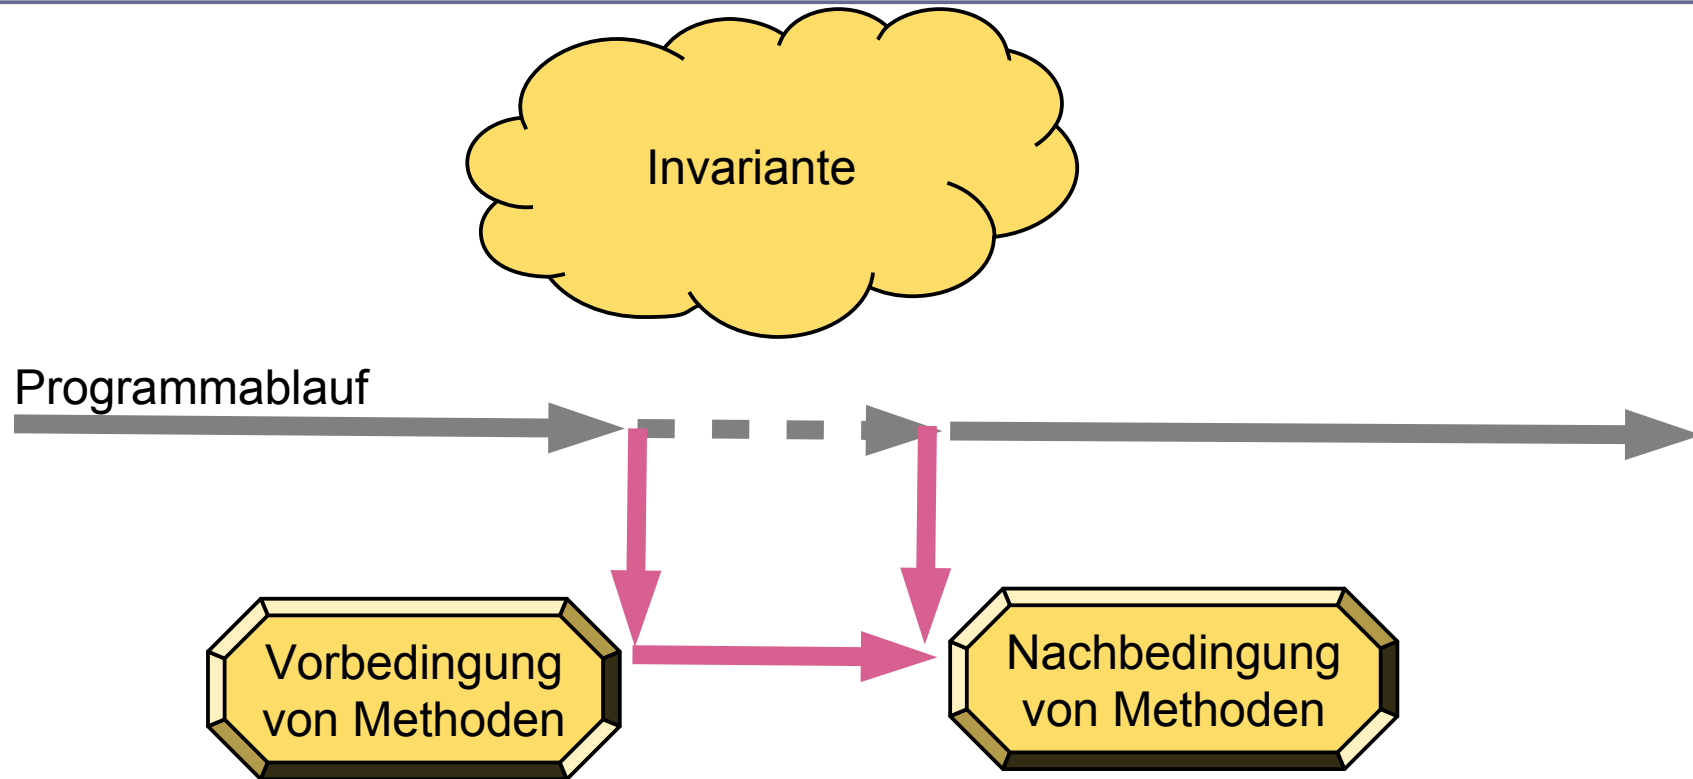 Invariante
Programmablauf
Vorbedingung
von Methoden
Nachbedingung
von Methoden